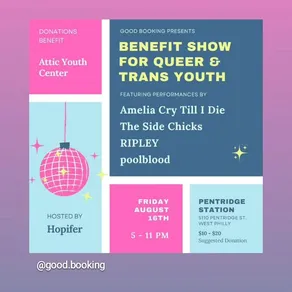 DONATIONS
BENEFIT
Attic Youth
Center
GOOD BOOKING PRESENTS
BENEFIT SHOW
FOR QUEER &
TRANS YOUTH
FEATURING PERFORMANCES BY
Amelia Cry Till I Die
The Side Chicks
RIPLEY
poolblood
HOSTED BY
Hopifer
FRIDAY
AUGUST
16TH
5 - 11 PM
PENTRIDGE
STATION
5110 PENTRIDGE ST.
WEST PHILLY
$10 - $20
Suggested Donation
@good.booking